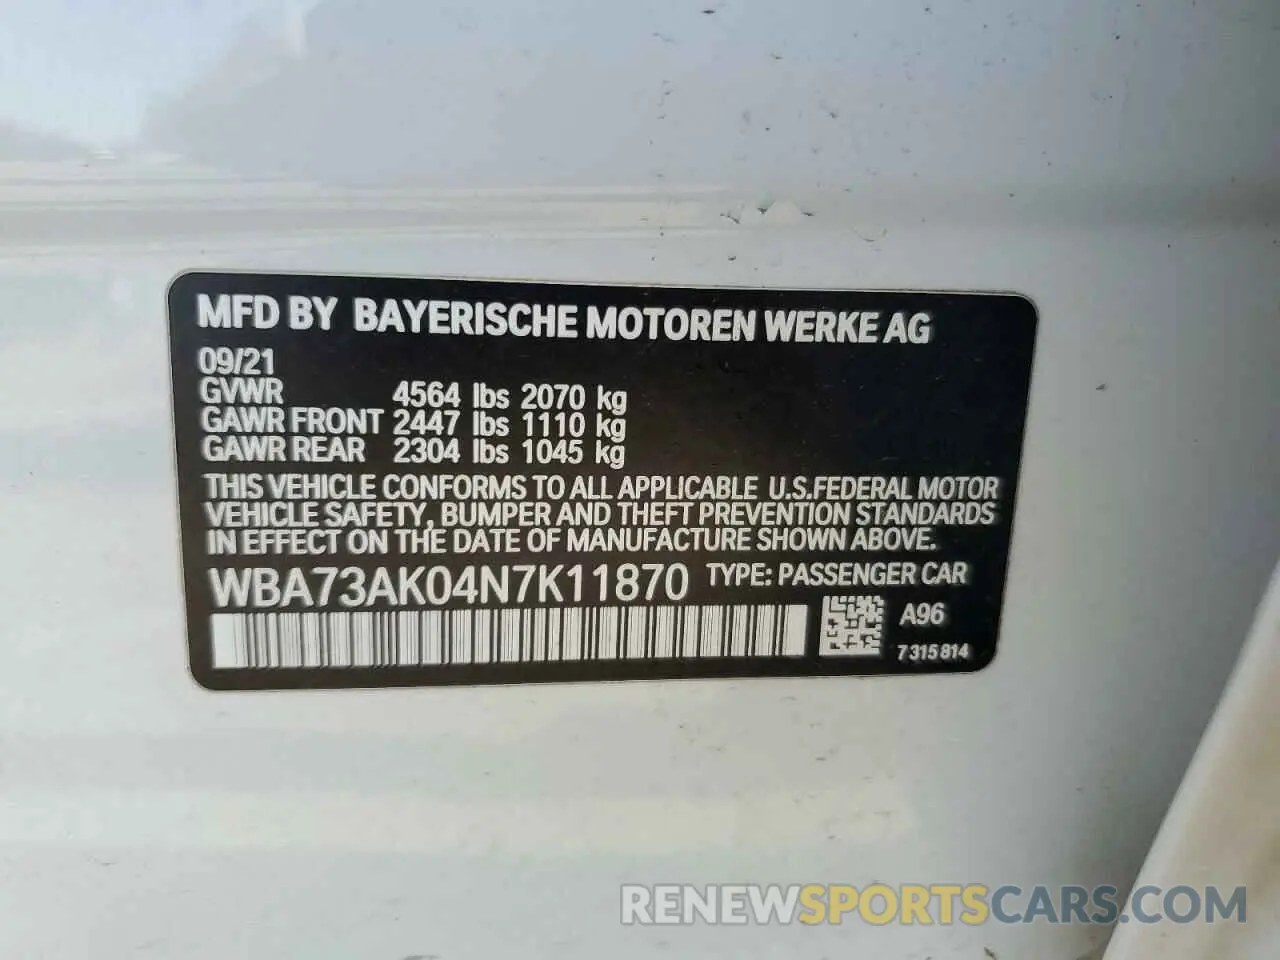 MFD BY BAYERISCHE MOTOREN WERKE AG
09/21
GVWR 4564 lbs 2070 kg
GAWR FRONT 2447 lbs 1110 kg
GAWR REAR 2304 lbs 1045 kg
THIS VEHICLE CONFORMS TO ALL APPLICABLE U.S.FEDERAL MOTOR
VEHICLE SAFETY, BUMPER AND THEFT PREVENTION STANDARDS
IN EFFECT ON THE DATE OF MANUFACTURE SHOWN ABOVE.
WBA73AK04N7K11870 TYPE: PASSENGER CAR
A96
7 315 814
RENEWSPORTSCARS.COM